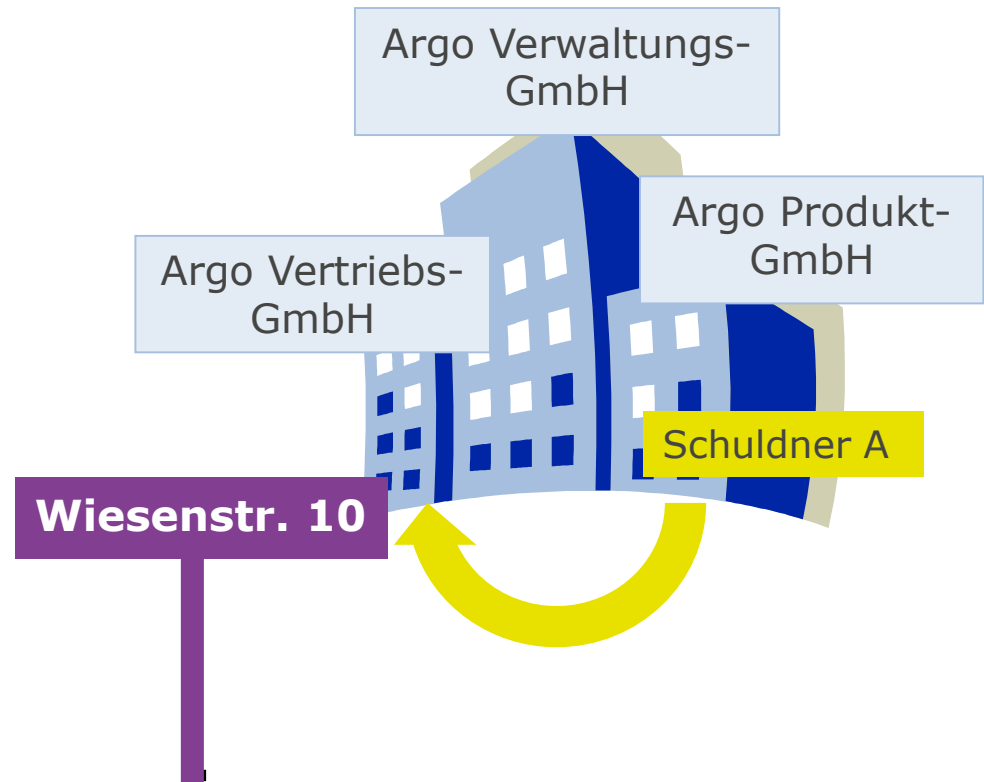 Argo Verwaltungs-
GmbH
Argo Produkt-
GmbH
Argo Vertriebs-
GmbH
Schuldner A
Wiesenstr. 10